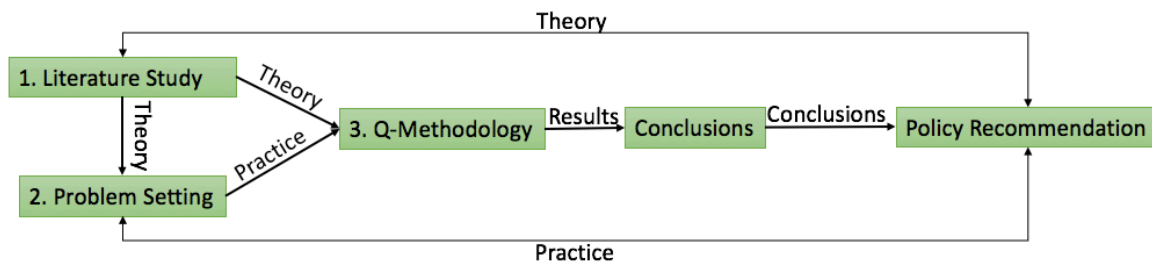 Theory
1. Literature Study
Theory
Theory
3. Q-Methodology
Results
Conclusions
Conclusions
Policy Recommendation
Practice
2. Problem Setting
Practice